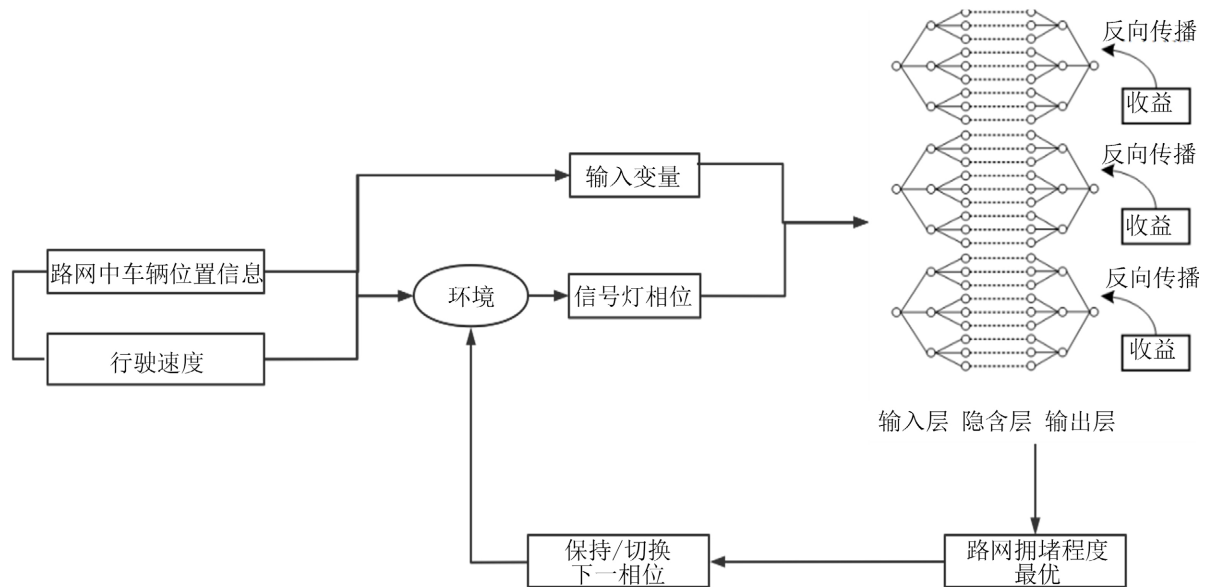 反向传播
收益
输入变量
反向传播
收益
路网中车辆位置信息
环境
信号灯相位
反向传播
收益
行驶速度
输入层 隐含层 输出层
保持/切换
下一相位
路网拥堵程度
最优